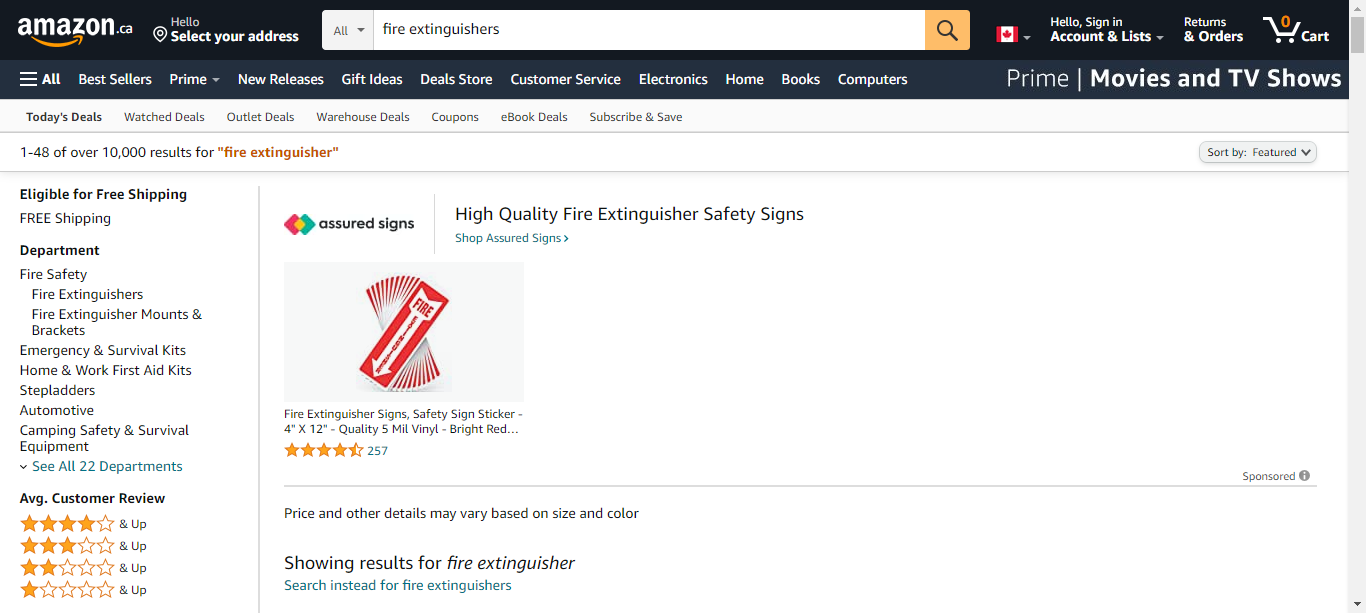 amazon.ca
Hello
Select your address
All
fire extinguishers
Hello, Sign in
Account & Lists
Returns
& Orders
0
Cart
All
Best Sellers
Prime
New Releases
Gift Ideas
Deals Store
Customer Service
Electronics
Home
Books
Computers
Prime | Movies and TV Shows
Today's Deals
Watched Deals
Outlet Deals
Warehouse Deals
Coupons
eBook Deals
Subscribe & Save
1-48 of over 10,000 results for "fire extinguisher"
Sort by: Featured
Eligible for Free Shipping
FREE Shipping
Department
Fire Safety
Fire Extinguishers
Fire Extinguisher Mounts &
Brackets
Emergency & Survival Kits
Home & Work First Aid Kits
Stepladders
Automotive
Camping Safety & Survival
Equipment
See All 22 Departments
Avg. Customer Review
& Up
& Up
& Up
& Up
assured signs
High Quality Fire Extinguisher Safety Signs
Shop Assured Signs
FIRE
Fire Extinguisher Signs, Safety Sign Sticker -
4" X 12" - Quality 5 Mil Vinyl - Bright Red...
257
Sponsored
Price and other details may vary based on size and color
Showing results for fire extinguisher
Search instead for fire extinguishers